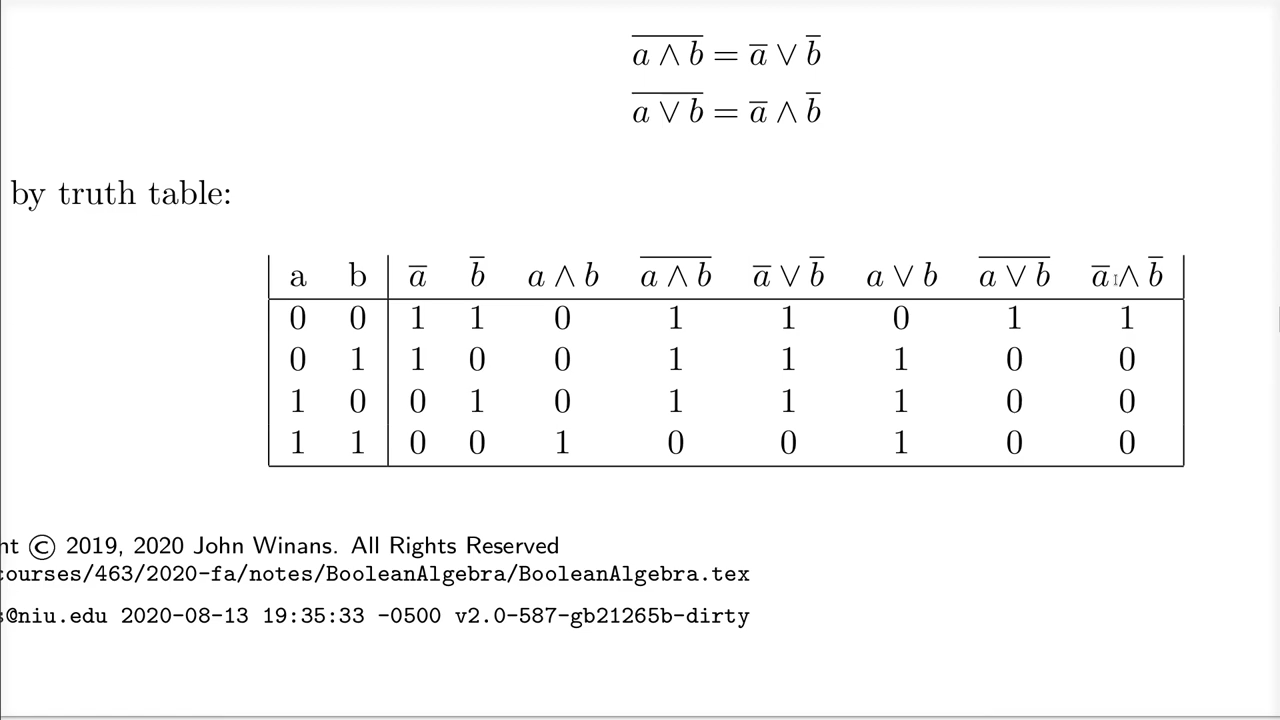 a̅ ̅∧̅ ̅b̅ = a̅ ∨ b̅
a̅ ̅∨̅ ̅b̅ = a̅ ∧ b̅
by truth table:
a b a̅ b̅ a ∧ b a̅ ̅∧̅ ̅b̅ a̅ ∨ b̅ a ∨ b a̅ ̅∨̅ ̅b̅ a̅ ∧ b̅
0 0 1 1 0 1 1 0 1 1
0 1 1 0 0 1 1 1 0 0
1 0 0 1 0 1 1 1 0 0
1 1 0 0 1 0 0 1 0 0
ht © 2019, 2020 John Winans. All Rights Reserved
courses/463/2020-fa/notes/BooleanAlgebra/BooleanAlgebra.tex
s@niu.edu 2020-08-13 19:35:33 -0500 v2.0-587-gb21265b-dirty